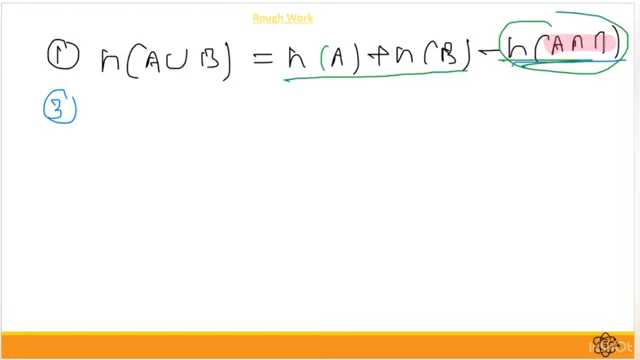 Rough Work
① n(A∪B) = n(A)+n(B)-n(A∩B)
③